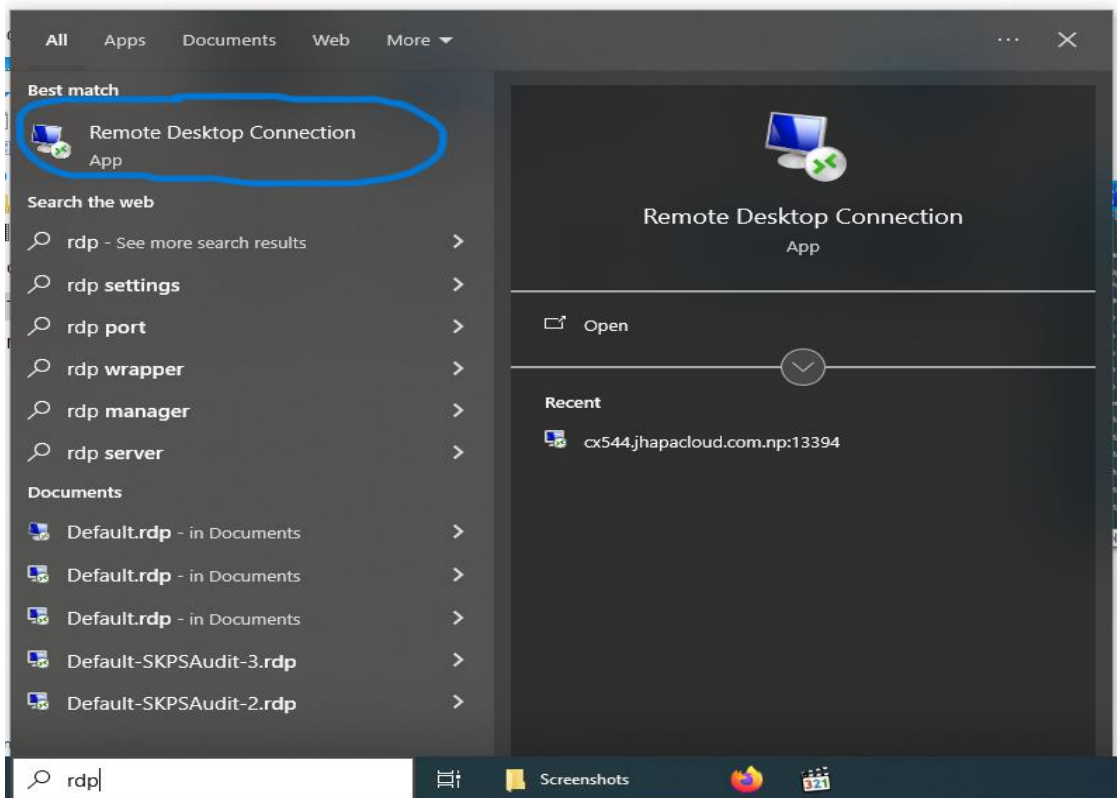 All Apps Documents Web More
Best match
Remote Desktop Connection
App
Search the web
rdp - See more search results
rdp settings
rdp port
rdp wrapper
rdp manager
rdp server
Documents
Default.rdp - in Documents
Default.rdp - in Documents
Default.rdp - in Documents
Default-SKPSAudit-3.rdp
Default-SKPSAudit-2.rdp
Remote Desktop Connection
App
Open
Recent
cx544.jhapacloud.com.np:13394
rdp
Screenshots
321